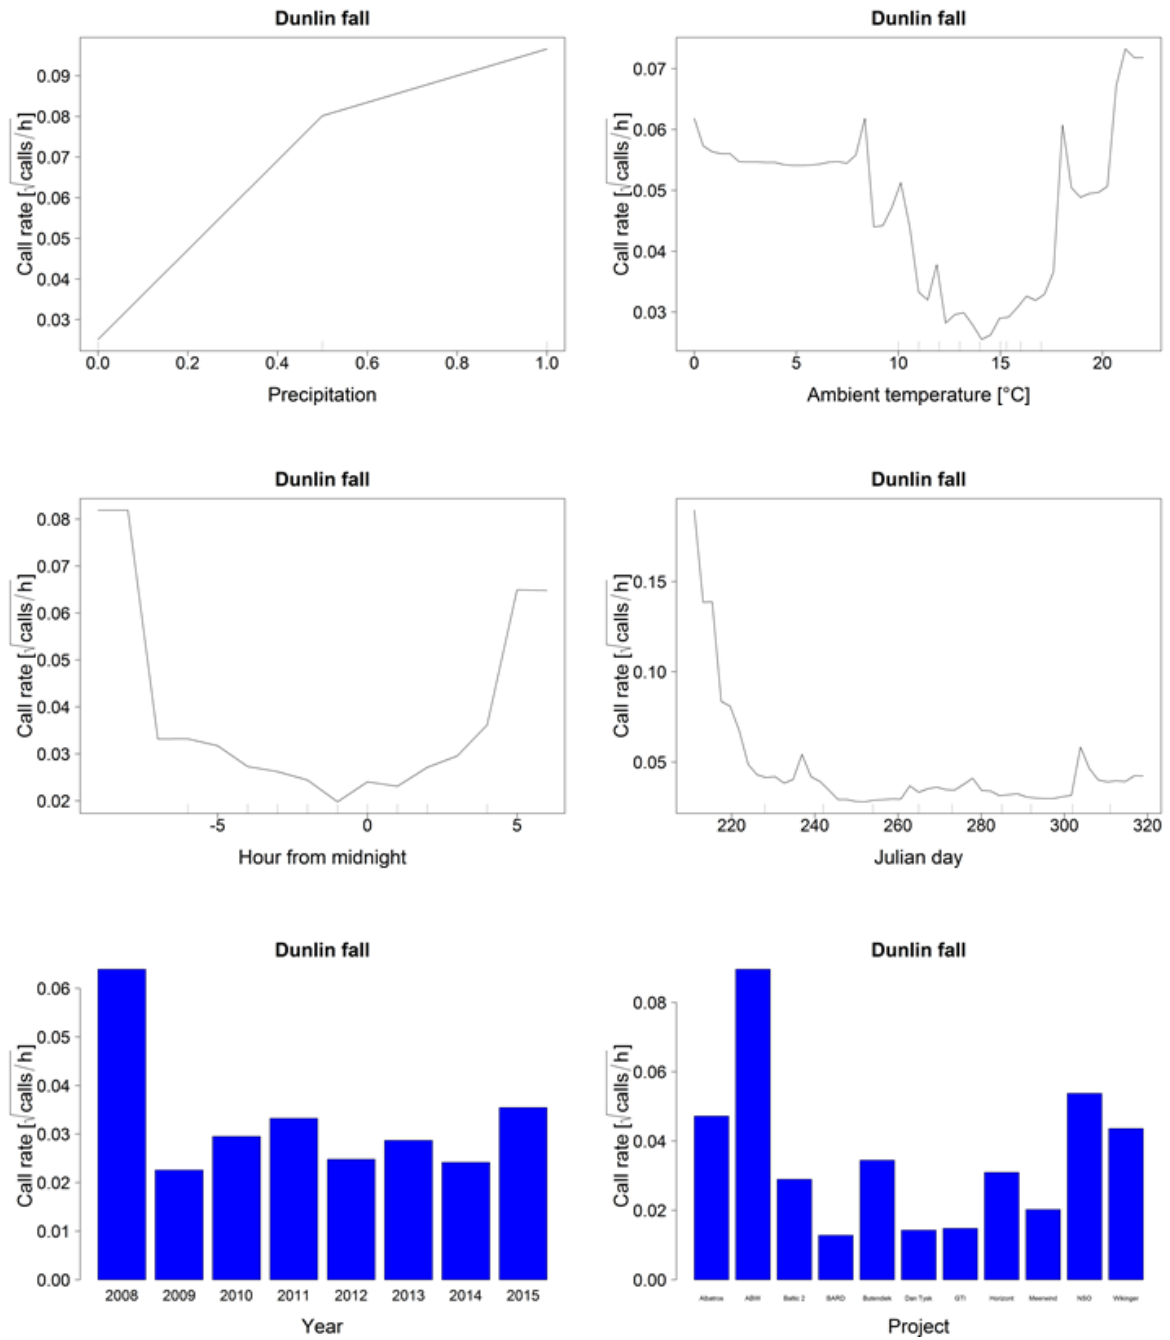 Dunlin fall
Call rate [√calls/h]
0.09
0.08
0.07
0.06
0.05
0.04
0.03
0.0 0.2 0.4 0.6 0.8 1.0
Precipitation
Dunlin fall
Call rate [√calls/h]
0.07
0.06
0.05
0.04
0.03
0 5 10 15 20
Ambient temperature [°C]
Dunlin fall
Call rate [√calls/h]
0.08
0.07
0.06
0.05
0.04
0.03
0.02
-5 0 5
Hour from midnight
Dunlin fall
Call rate [√calls/h]
0.15
0.10
0.05
220 240 260 280 300 320
Julian day
Dunlin fall
Call rate [√calls/h]
0.06
0.05
0.04
0.03
0.02
0.01
0.00
2008 2009 2010 2011 2012 2013 2014 2015
Year
Dunlin fall
Call rate [√calls/h]
0.08
0.06
0.04
0.02
0.00
Albatros ABW Baltic 2 BARD Butendiek Dan Tysk GTI Horizont Meerwind NSO Wikinger
Project